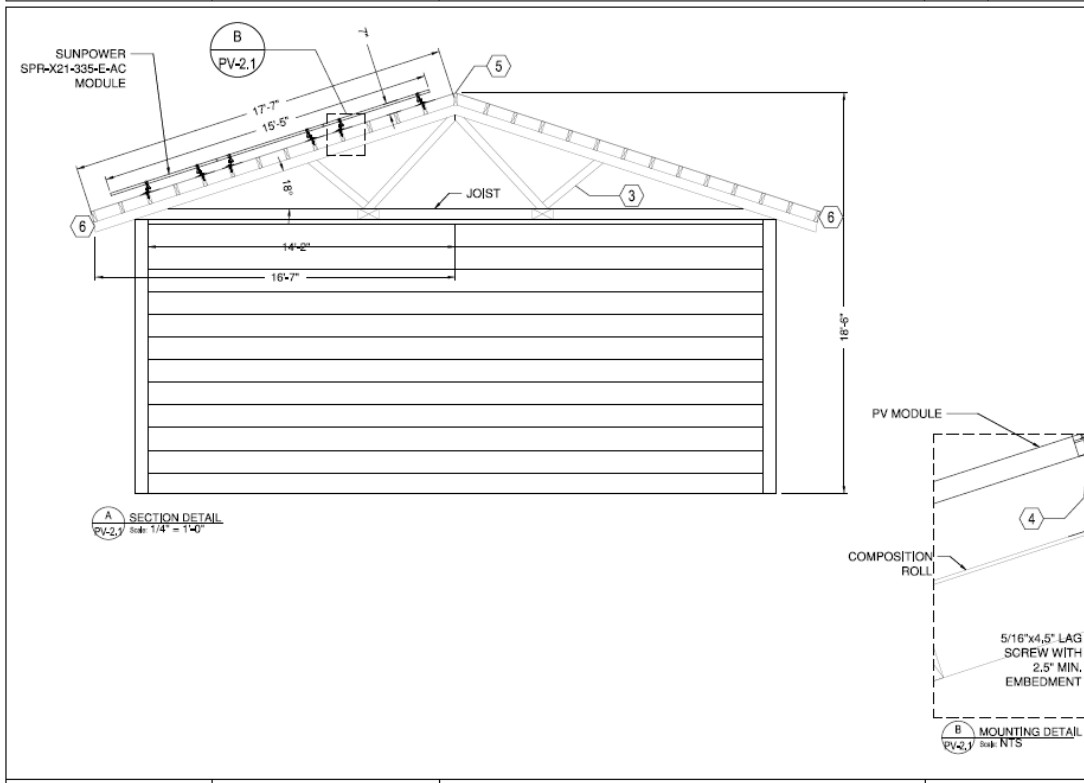 SUNPOWER
SPR-X21-335-E-AC
MODULE
B
PV-2.1
7"
5
17'-7"
15'-5"
18°
JOIST
3
6
6
14'-2"
16'-7"
18'-6"
A
PV-2.1
SECTION DETAIL
Scale: 1/4" = 1'-0"
PV MODULE
4
COMPOSITION
ROLL
5/16"x4.5" LAG
SCREW WITH
2.5" MIN.
EMBEDMENT
B
PV-2.1
MOUNTING DETAIL
Scale: NTS